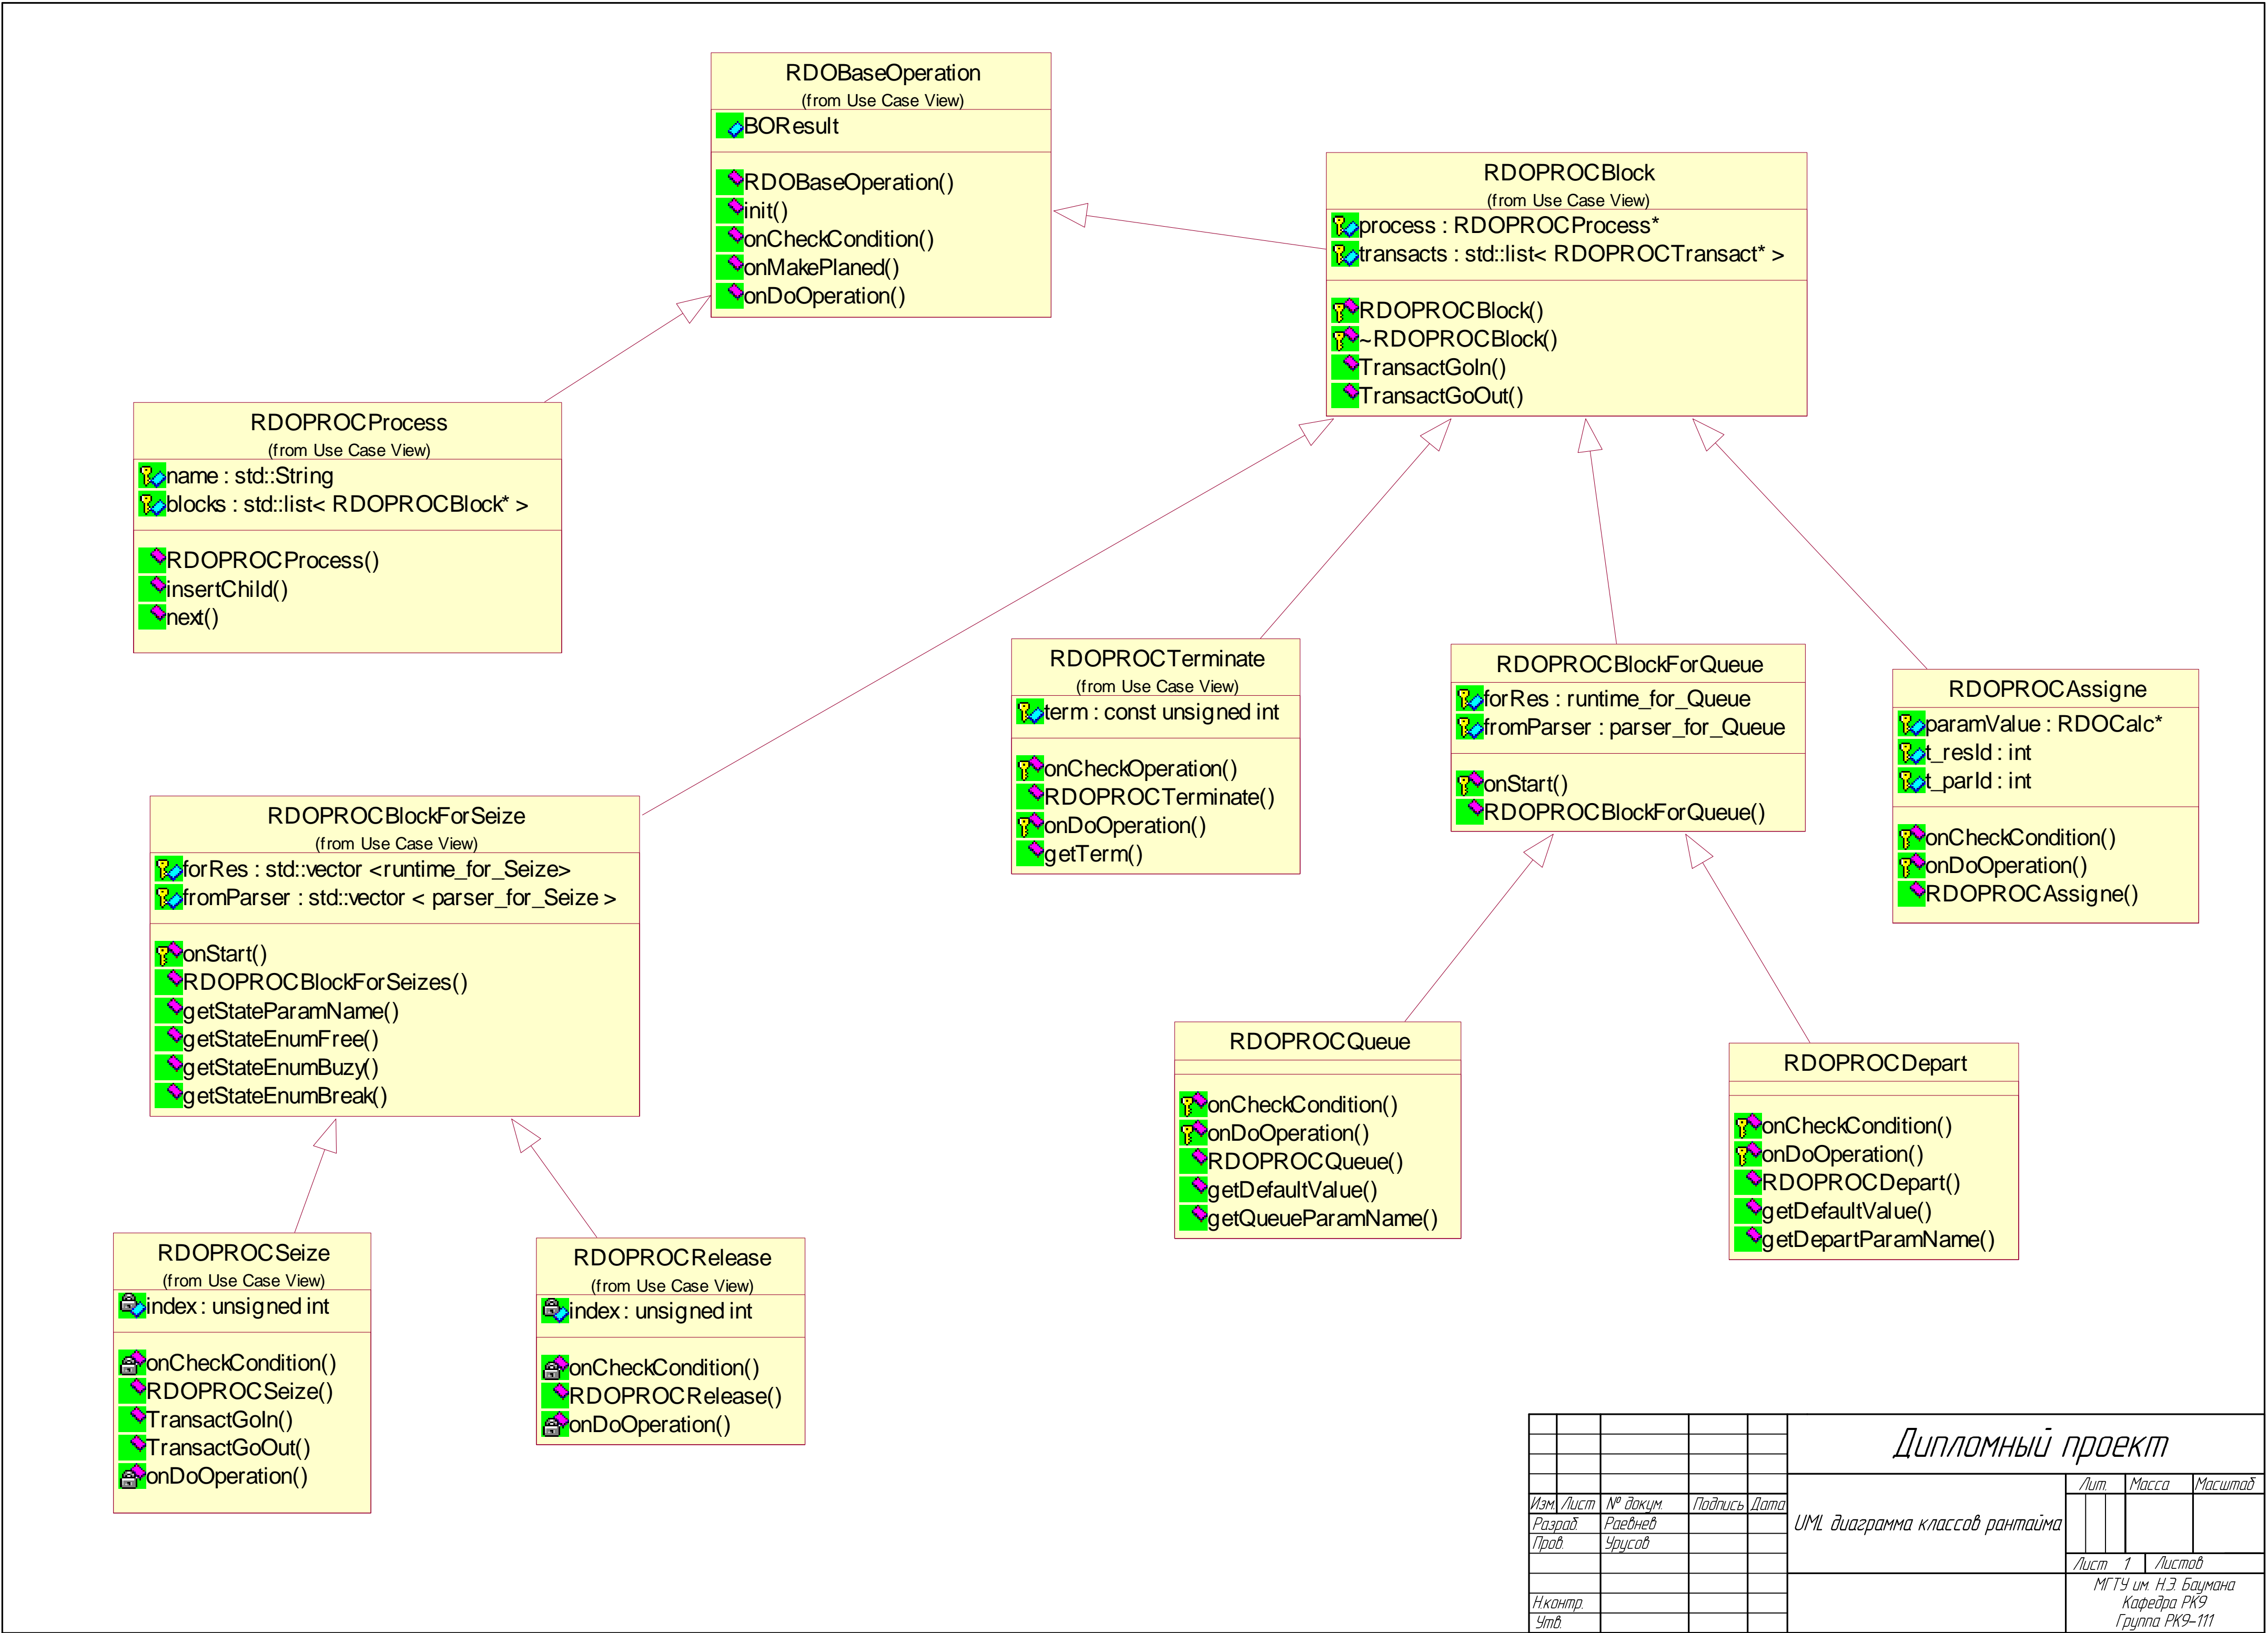 RDOBaseOperation
(from Use Case View)
BOResult
RDOBaseOperation()
init()
onCheckCondition()
onMakePlaned()
onDoOperation()
RDOPROCBlock
(from Use Case View)
process : RDOPROCProcess*
transacts : std::list< RDOPROCTransact* >
RDOPROCBlock()
~RDOPROCBlock()
TransactGoIn()
TransactGoOut()
RDOPROCProcess
(from Use Case View)
name : std::String
blocks : std::list< RDOPROCBlock* >
RDOPROCProcess()
insertChild()
next()
RDOPROCTerminate
(from Use Case View)
term : const unsigned int
onCheckOperation()
RDOPROCTerminate()
onDoOperation()
getTerm()
RDOPROCBlockForQueue
forRes : runtime_for_Queue
fromParser : parser_for_Queue
onStart()
RDOPROCBlockForQueue()
RDOPROCAssigne
paramValue : RDOCalc*
t_resId : int
t_parId : int
onCheckCondition()
onDoOperation()
RDOPROCAssigne()
RDOPROCBlockForSeize
(from Use Case View)
forRes : std::vector <runtime_for_Seize>
fromParser : std::vector < parser_for_Seize >
onStart()
RDOPROCBlockForSeizes()
getStateParamName()
getStateEnumFree()
getStateEnumBuzy()
getStateEnumBreak()
RDOPROCQueue
onCheckCondition()
onDoOperation()
RDOPROCQueue()
getDefaultValue()
getQueueParamName()
RDOPROCDepart
onCheckCondition()
onDoOperation()
RDOPROCDepart()
getDefaultValue()
getDepartParamName()
RDOPROCSeize
(from Use Case View)
index : unsigned int
onCheckCondition()
RDOPROCSeize()
TransactGoIn()
TransactGoOut()
onDoOperation()
RDOPROCRelease
(from Use Case View)
index : unsigned int
onCheckCondition()
RDOPROCRelease()
onDoOperation()
Дипломный проект
Лит. Масса Масштаб
Изм. Лист № докум. Подпись Дата
Разраб. Раевнев
Пров. Урусов
UML диаграмма классов рантайма
Лист 1 Листов
Н.контр.
Утв.
МГТУ им. Н.Э. Баумана
Кафедра РК9
Группа РК9-111